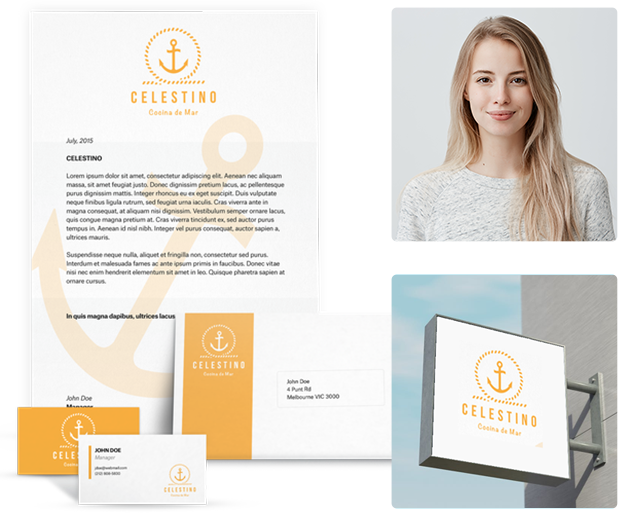 CELESTINO
Cocina de Mar
July, 2015
CELESTINO
Lorem ipsum dolor sit amet, consectetur adipiscing elit. Aenean nec aliquam
massa, sit amet feugiat justo. Donec dignissim pretium lacus, ac pellentesque
purus dignissim mattis. Integer rhoncus eu ex eget suscipit. Duis vulputate
neque finibus ligula rutrum, sed feugiat urna iaculis. Cras viverra ante in
magna consequat, at aliquam nisi dignissim. Vestibulum semper ornare lacus,
quis congue magna pretium at. Cras viverra tincidunt ex, sed auctor purus
tempus in. Aenean id nisl nibh. Integer vel purus consequat, auctor sapien a,
ultrices mauris.
Suspendisse neque nulla, aliquet et fringilla non, consectetur sed purus.
Interdum et malesuada fames ac ante ipsum primis in faucibus. Donec vitae
nisi nec enim hendrerit elementum sit amet in leo. Quisque pharetra sapien at
ornare cursus.
In quis magna dapibus, ultrices lacus
John Doe
Manager
CELESTINO
Cocina de Mar
John Doe
4 Punt Rd
Melbourne VIC 3000
JOHN DOE
Manager
CELESTINO
Cocina de Mar
CELESTINO
Cocina de Mar